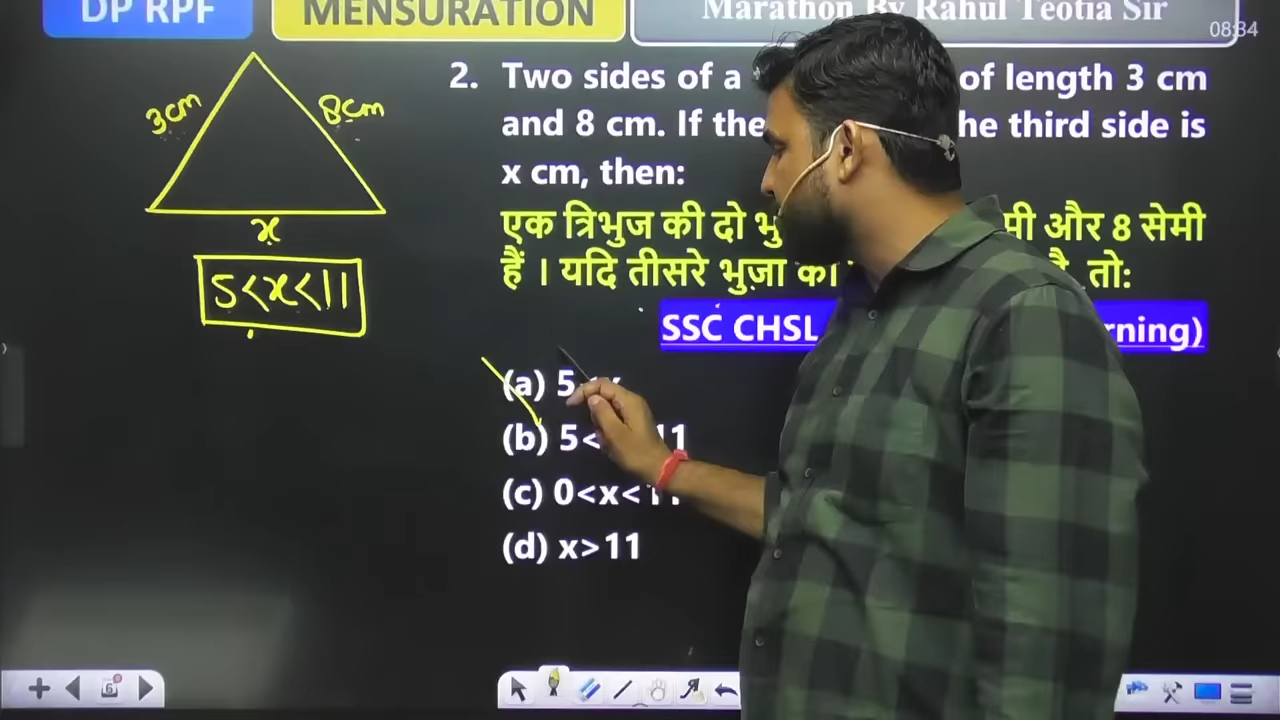 DP RPF
MENSURATION
Marathon By Rahul Teotia Sir
08:34
3cm
8cm
x
5<x<11
2. Two sides of a of length 3 cm
and 8 cm. If the he third side is
x cm, then:
एक त्रिभुज की दो भु मी और 8 सेमी
हैं । यदि तीसरे भुज़ा की है, तो:
SSC CHSL rning)
(a) 5<x
(b) 5< 11
(c) 0<x<11
(d) x>11